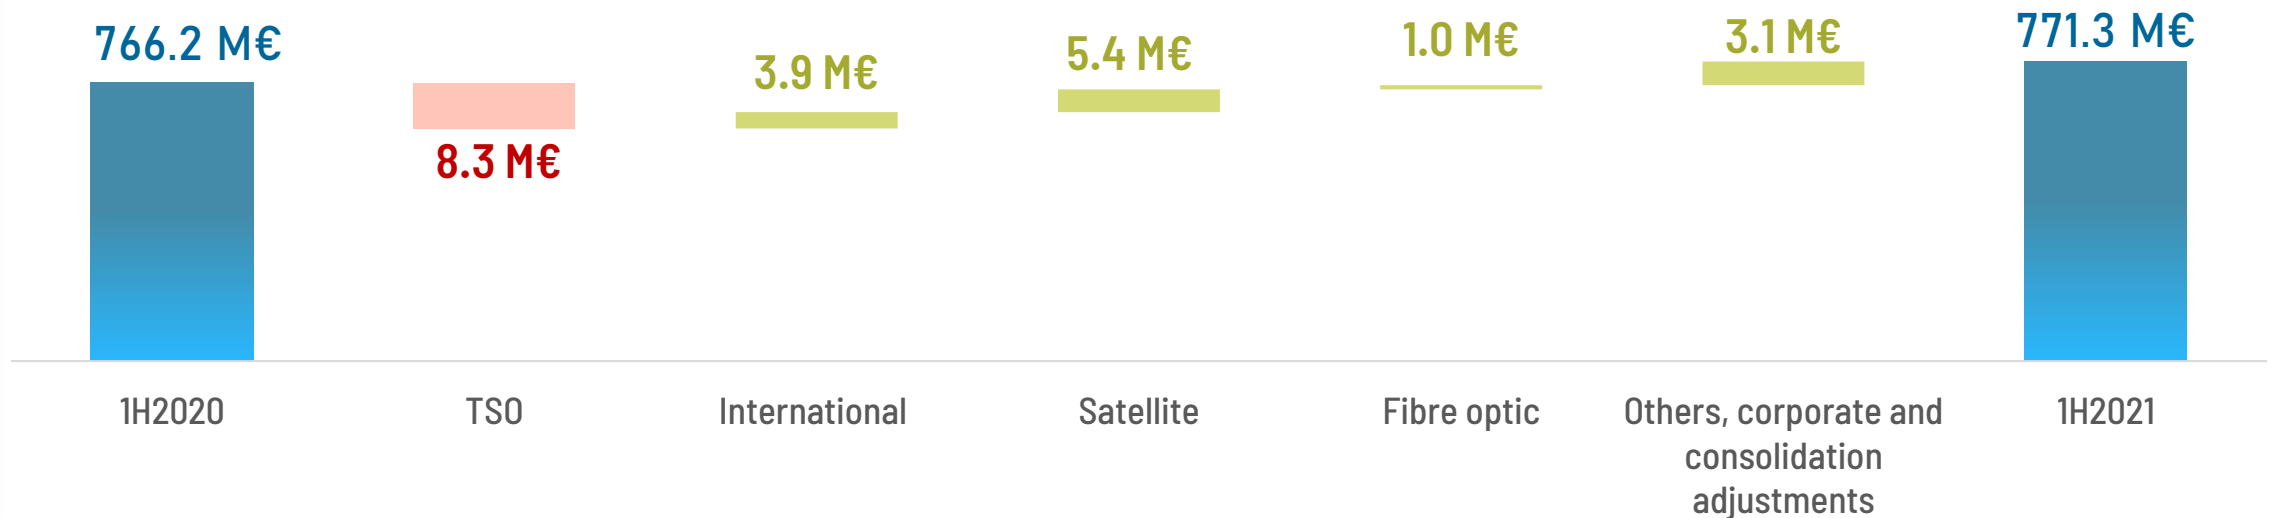 766.2 M€
8.3 M€
3.9 M€
5.4 M€
1.0 M€
3.1 M€
771.3 M€
1H2020
TSO
International
Satellite
Fibre optic
Others, corporate and
consolidation
adjustments
1H2021